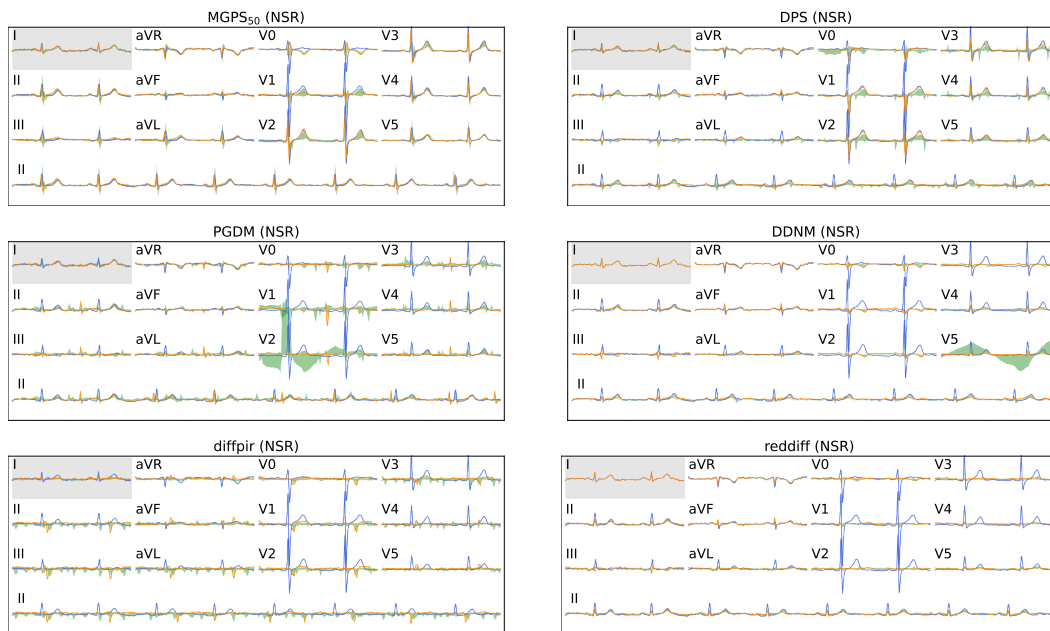 MGPS50 (NSR)
I aVR V0 V3
II aVF V1 V4
III aVL V2 V5
II
DPS (NSR)
I aVR V0 V3
II aVF V1 V4
III aVL V2 V5
II
PGDM (NSR)
I aVR V0 V3
II aVF V1 V4
III aVL V2 V5
II
DDNM (NSR)
I aVR V0 V3
II aVF V1 V4
III aVL V2 V5
II
diffpir (NSR)
I aVR V0 V3
II aVF V1 V4
III aVL V2 V5
II
reddiff (NSR)
I aVR V0 V3
II aVF V1 V4
III aVL V2 V5
II